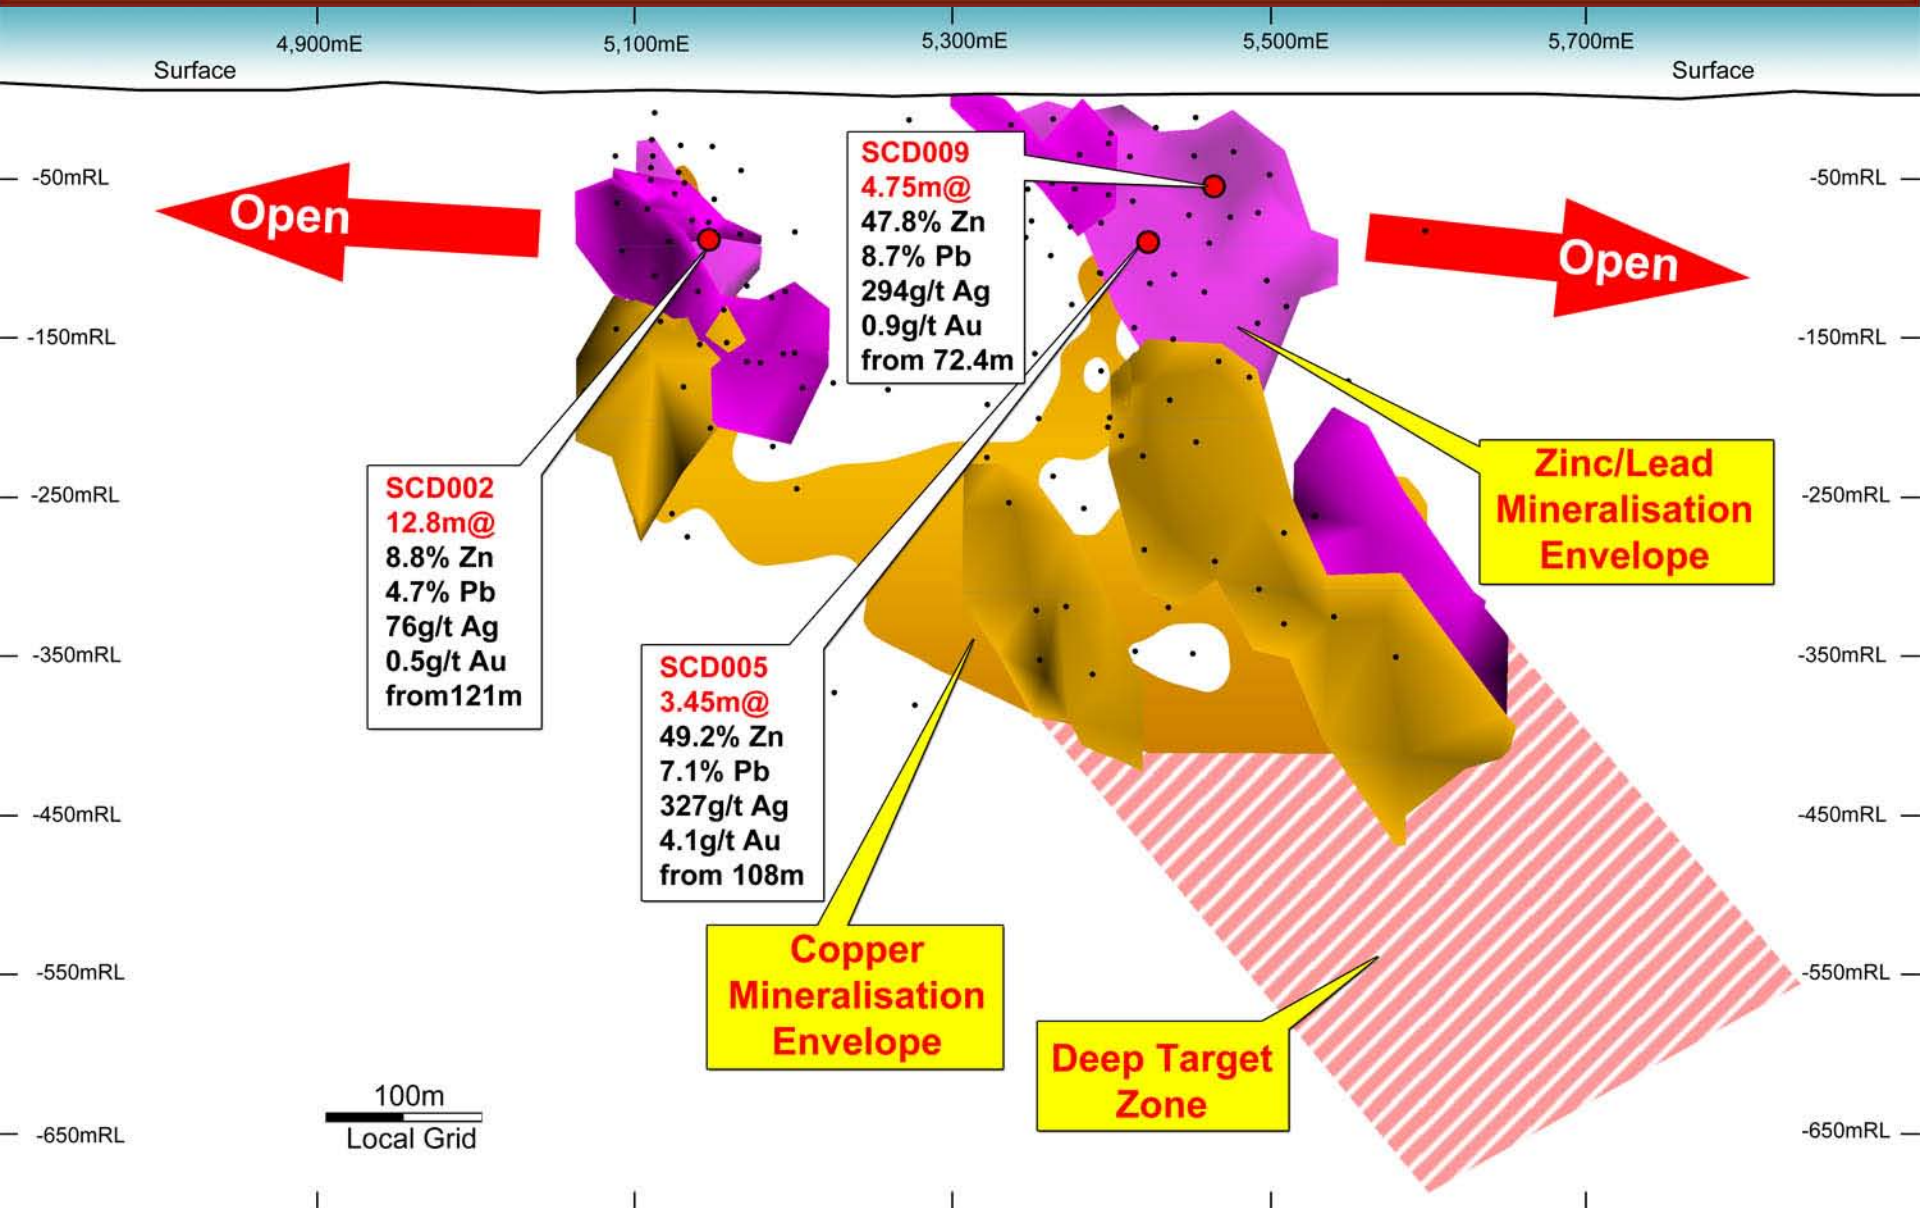 4,900mE
5,100mE
5,300mE
5,500mE
5,700mE
Surface
Surface
-50mRL
-50mRL
Open
Open
-150mRL
-150mRL
-250mRL
-250mRL
-350mRL
-350mRL
-450mRL
-450mRL
-550mRL
-550mRL
-650mRL
-650mRL
SCD009
4.75m@
47.8% Zn
8.7% Pb
294g/t Ag
0.9g/t Au
from 72.4m
SCD002
12.8m@
8.8% Zn
4.7% Pb
76g/t Ag
0.5g/t Au
from121m
SCD005
3.45m@
49.2% Zn
7.1% Pb
327g/t Ag
4.1g/t Au
from 108m
Zinc/Lead
Mineralisation
Envelope
Copper
Mineralisation
Envelope
Deep Target
Zone
100m
Local Grid